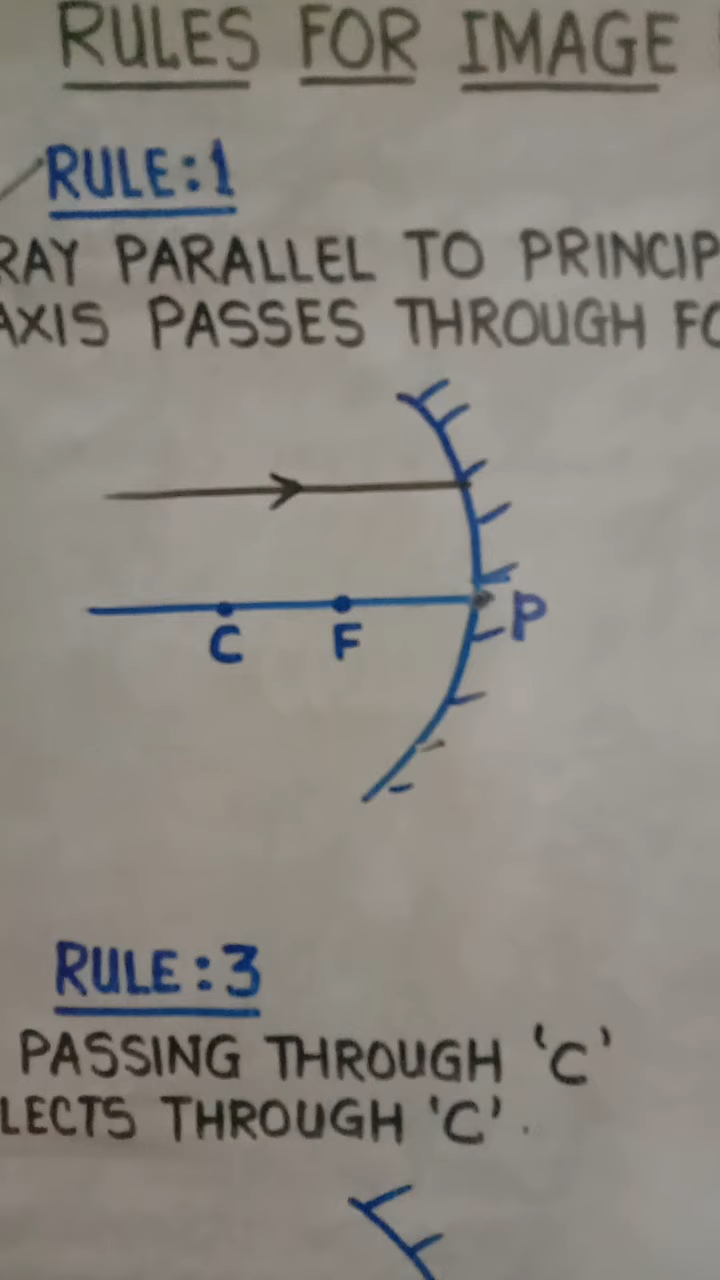 RULES FOR IMAGE
RULE:1
RAY PARALLEL TO PRINCIP
AXIS PASSES THROUGH FO
C
F
P
RULE:3
PASSING THROUGH 'C'
LECTS THROUGH 'C'.